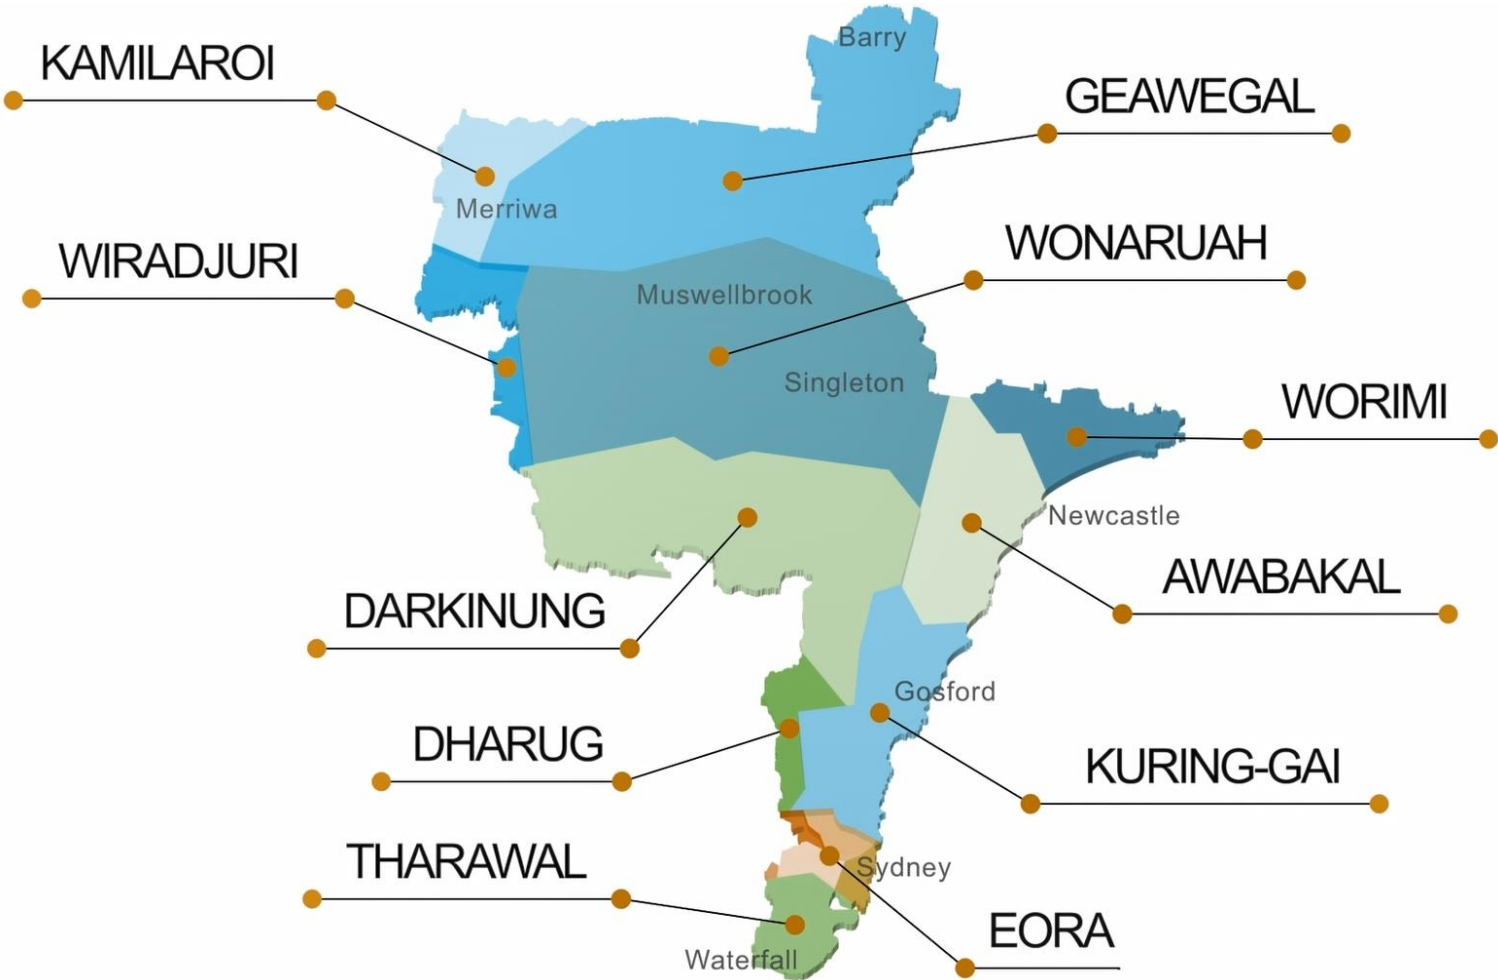 Barry
KAMILAROI
GEAWEGAL
Merriwa
WIRADJURI
WONARUAH
Muswellbrook
Singleton
WORIMI
Newcastle
AWABAKAL
DARKINUNG
Gosford
DHARUG
KURING-GAI
THARAWAL
Sydney
EORA
Waterfall